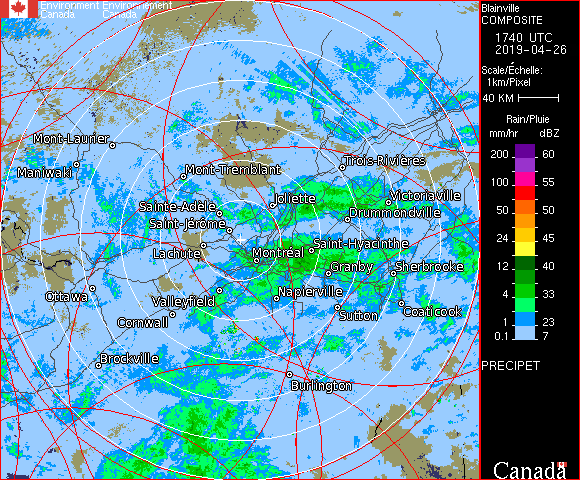 Environment Environnement
Canada Canada
Mont-Laurier
Maniwaki
Mont-Tremblant
Trois-Rivières
Sainte-Adele
Joliette
Victoriaville
Drummondville
Saint-Jérôme
Lachute
Montréal
Saint-Hyacinthe
Granby
Sherbrooke
Ottawa
Valleyfield
Napierville
Sutton
Coaticook
Cornwall
Brockville
Burlington
Blainville
COMPOSITE
1740 UTC
2019-04-26
Scale/Échelle:
1km/Pixel
40 KM
Rain/Pluie
mm/hr dBZ
200 60
100 55
50 50
24 45
12 40
4 33
1 23
0.1 7
PRECIPET
Canada